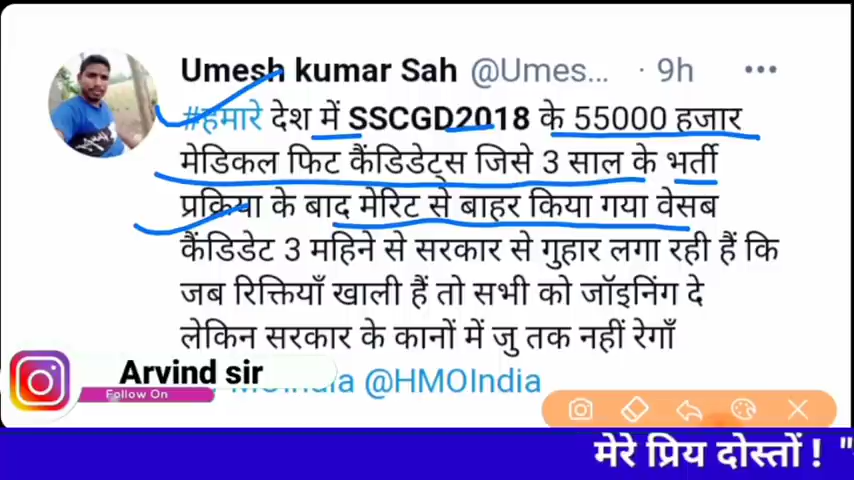 Umesh kumar Sah @Umes... · 9h
#हमारे देश में SSCGD2018 के 55000 हजार
मेडिकल फिट कैंडिडेट्स जिसे 3 साल के भर्ती
प्रक्रिया के बाद मेरिट से बाहर किया गया वेसब
कैंडिडेट 3 महिने से सरकार से गुहार लगा रही हैं कि
जब रिक्तियाँ खाली हैं तो सभी को जॉइनिंग दे
लेकिन सरकार के कानों में जु तक नहीं रेगाँ
@HMOIndia
Arvind sir
Follow On
मेरे प्रिय दोस्तों ! "